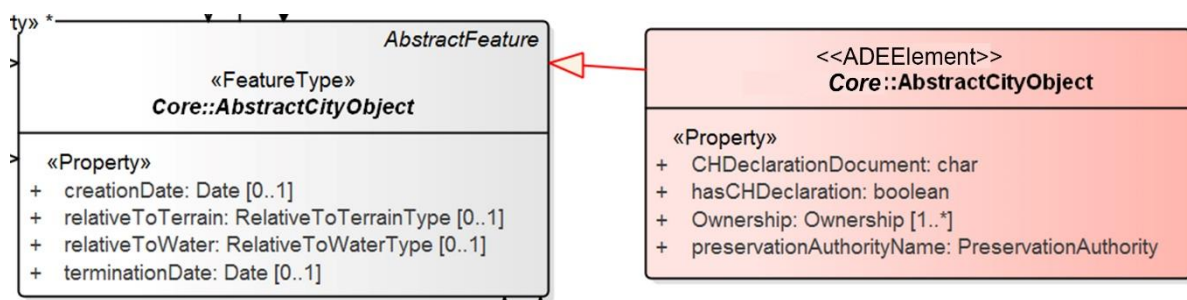 ty» *
AbstractFeature
«FeatureType»
Core::AbstractCityObject
«Property»
+ creationDate: Date [0..1]
+ relativeToTerrain: RelativeToTerrainType [0..1]
+ relativeToWater: RelativeToWaterType [0..1]
+ terminationDate: Date [0..1]
<<ADEElement>>
Core::AbstractCityObject
«Property»
+ CHDeclarationDocument: char
+ hasCHDeclaration: boolean
+ Ownership: Ownership [1..*]
+ preservationAuthorityName: PreservationAuthority